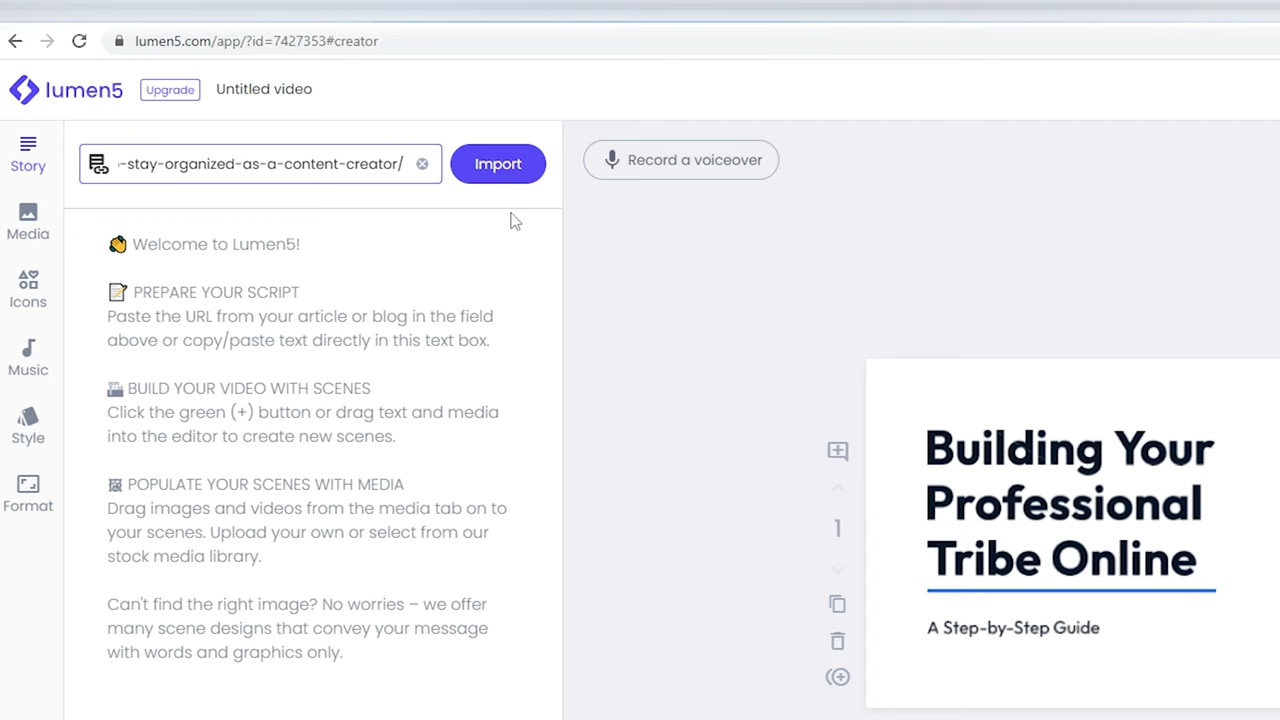 lumen5.com/app/?id=7427353#creator
lumen5
Upgrade
Untitled video
Story
-stay-organized-as-a-content-creator/
Import
Record a voiceover
Media
Icons
Music
Style
Format
👏 Welcome to Lumen5!
📝 PREPARE YOUR SCRIPT
Paste the URL from your article or blog in the field
above or copy/paste text directly in this text box.
BUILD YOUR VIDEO WITH SCENES
Click the green (+) button or drag text and media
into the editor to create new scenes.
POPULATE YOUR SCENES WITH MEDIA
Drag images and videos from the media tab on to
your scenes. Upload your own or select from our
stock media library.
Can't find the right image? No worries – we offer
many scene designs that convey your message
with words and graphics only.
1
Building Your
Professional
Tribe Online
A Step-by-Step Guide